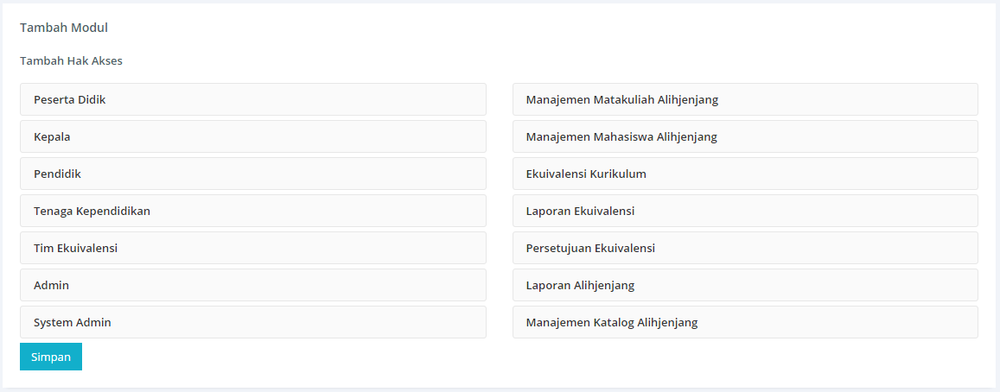 Tambah Modul
Tambah Hak Akses
Peserta Didik
Kepala
Pendidik
Tenaga Kependidikan
Tim Ekuivalensi
Admin
System Admin
Manajemen Matakuliah Alihjenjang
Manajemen Mahasiswa Alihjenjang
Ekuivalensi Kurikulum
Laporan Ekuivalensi
Persetujuan Ekuivalensi
Laporan Alihjenjang
Manajemen Katalog Alihjenjang
Simpan